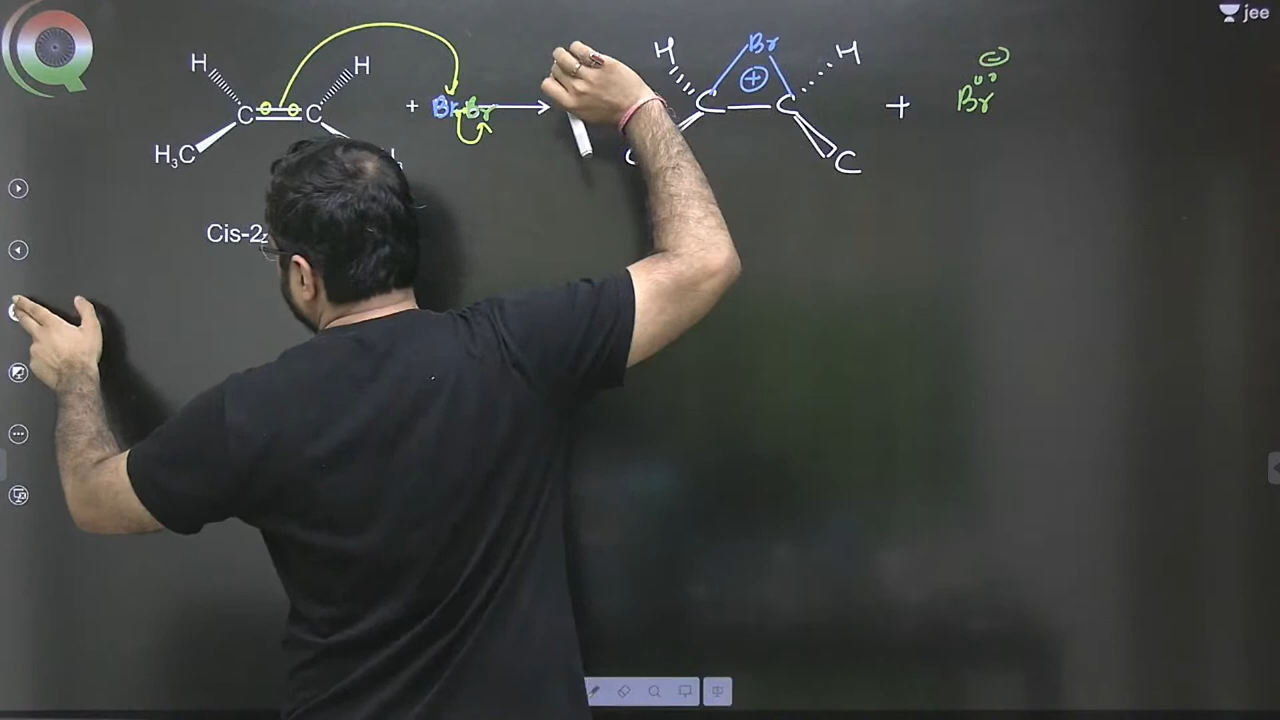 jee
H H
C C + Br Br
H₃C
Cis-2
H Br H
+
C C + Br −
C